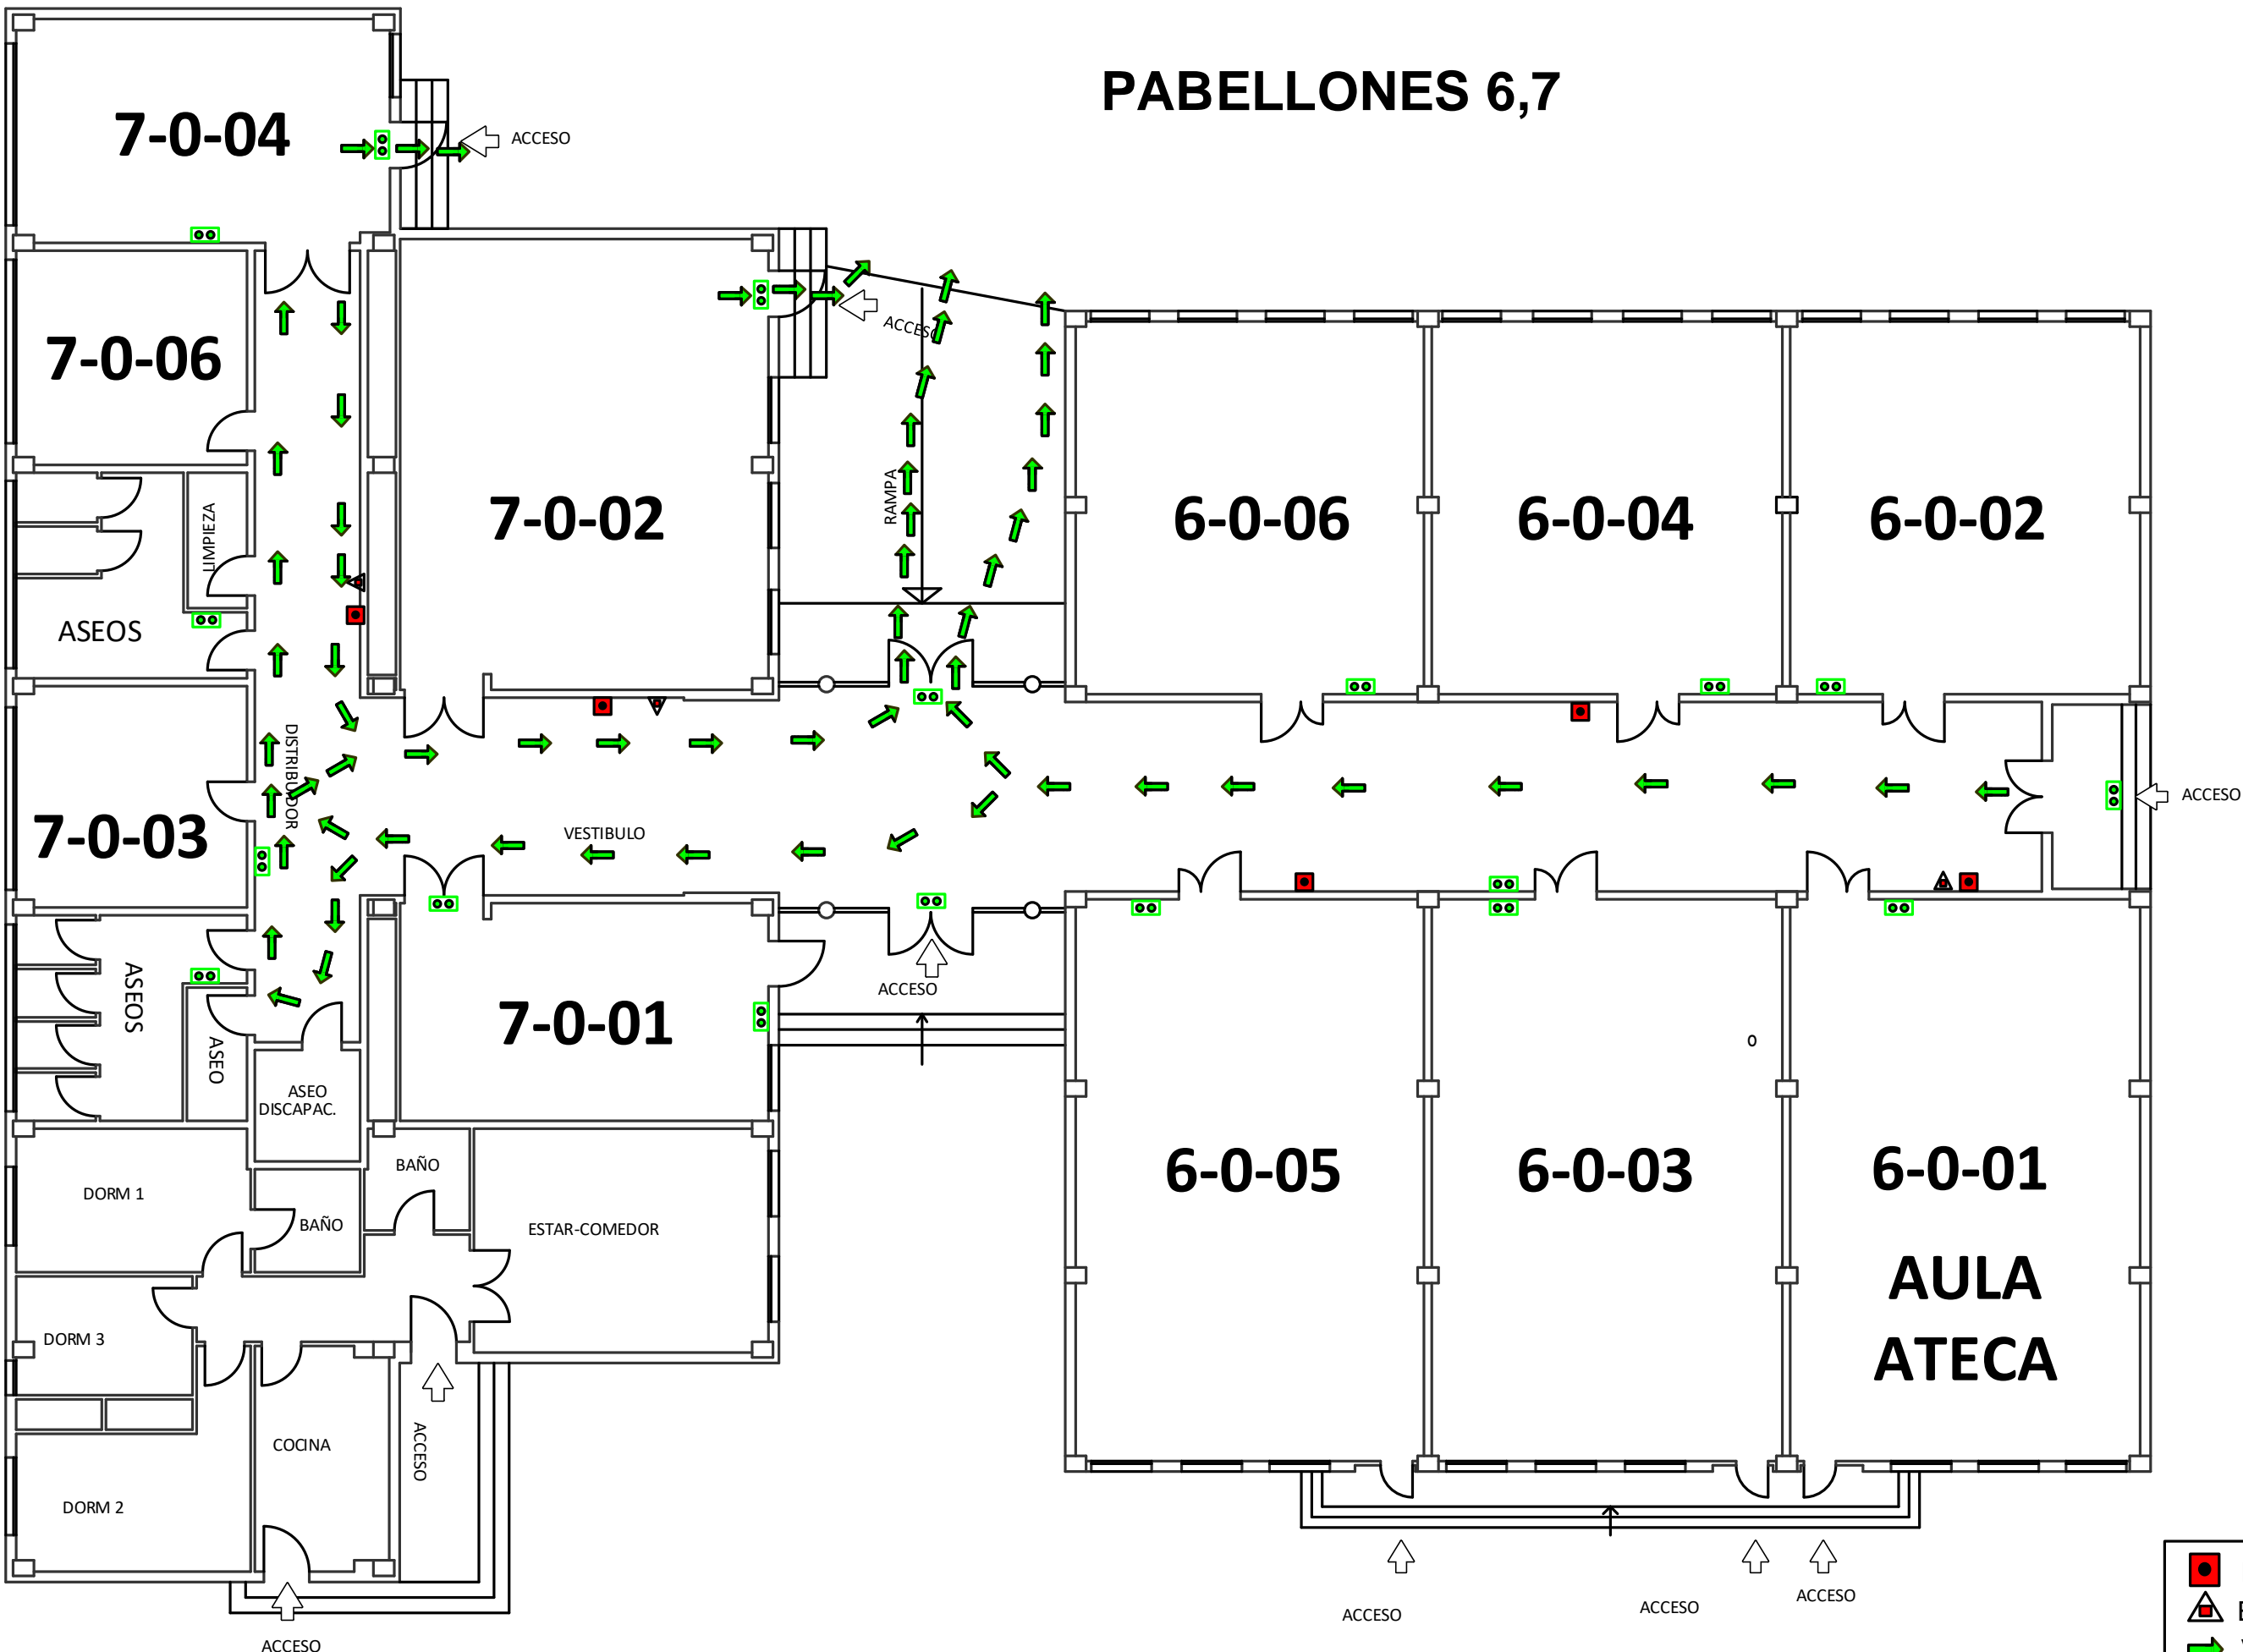 PABELLONES 6,7
7-0-04
ACCESO
7-0-06
ACCESO
7-0-02
RAMPA
6-0-06
6-0-04
6-0-02
LIMPIEZA
ASEOS
DISTRIBUIDOR
7-0-03
VESTIBULO
ACCESO
ASEOS
ACCESO
7-0-01
ASEO
ASEO
DISCAPAC.
6-0-05
6-0-03
6-0-01
AULA
ATECA
BAÑO
DORM 1
BAÑO
ESTAR-COMEDOR
DORM 3
COCINA
ACCESO
DORM 2
ACCESO
ACCESO
ACCESO
ACCESO